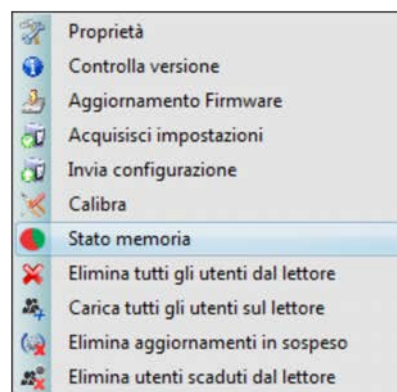 Proprietà
Controlla versione
Aggiornamento Firmware
Acquisisci impostazioni
Invia configurazione
Calibra
Stato memoria
Elimina tutti gli utenti dal lettore
Carica tutti gli utenti sul lettore
Elimina aggiornamenti in sospeso
Elimina utenti scaduti dal lettore